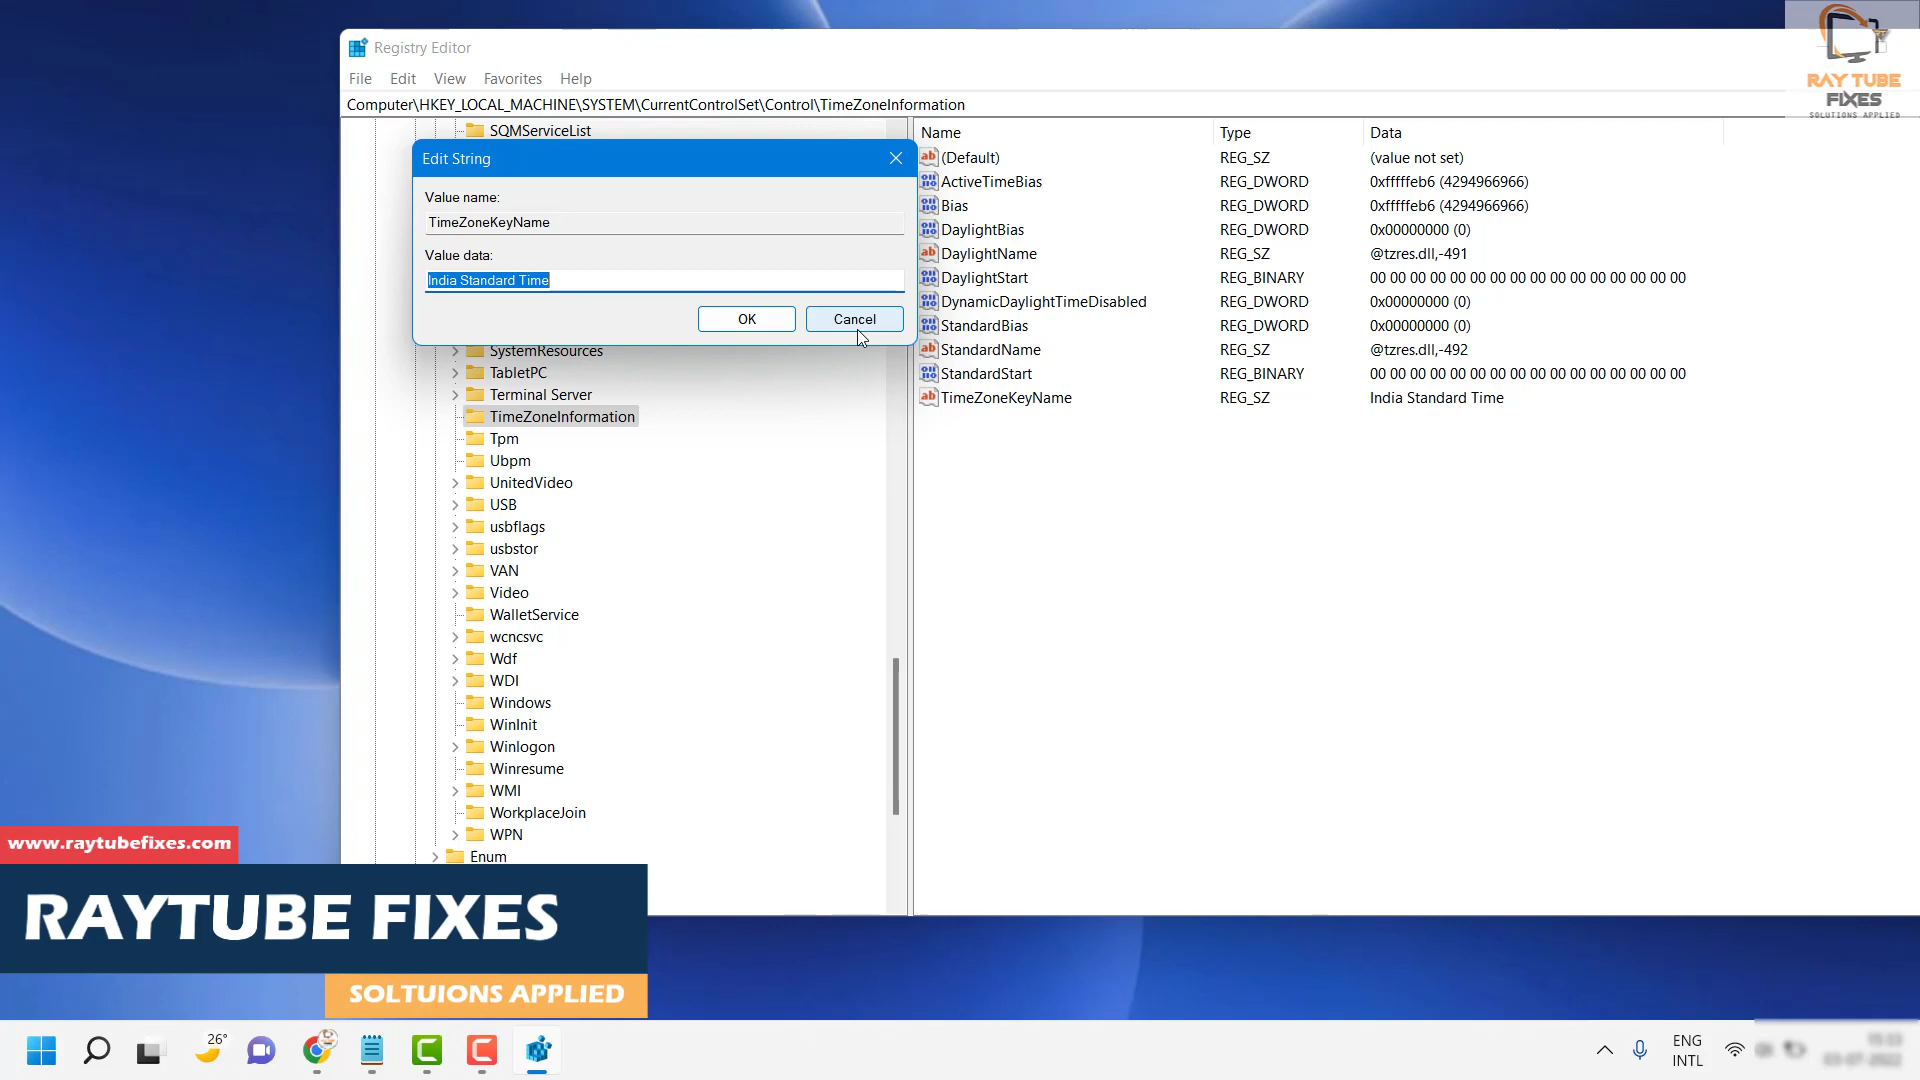 RAY TUBE
FIXES
SOLUTIONS APPLIED
Registry Editor
File Edit View Favorites Help
Computer\HKEY_LOCAL_MACHINE\SYSTEM\CurrentControlSet\Control\TimeZoneInformation
SQMServiceList
Edit String
Value name:
TimeZoneKeyName
Value data:
India Standard Time
OK Cancel
SystemResources
TabletPC
Terminal Server
TimeZoneInformation
Tpm
Ubpm
UnitedVideo
USB
usbflags
usbstor
VAN
Video
WalletService
wcncsvc
Wdf
WDI
Windows
WinInit
Winlogon
Winresume
WMI
WorkplaceJoin
WPN
Enum
Name Type Data
(Default) REG_SZ (value not set)
ActiveTimeBias REG_DWORD 0xfffffeb6 (4294966966)
Bias REG_DWORD 0xfffffeb6 (4294966966)
DaylightBias REG_DWORD 0x00000000 (0)
DaylightName REG_SZ @tzres.dll,-491
DaylightStart REG_BINARY 00 00 00 00 00 00 00 00 00 00 00 00 00 00 00 00
DynamicDaylightTimeDisabled REG_DWORD 0x00000000 (0)
StandardBias REG_DWORD 0x00000000 (0)
StandardName REG_SZ @tzres.dll,-492
StandardStart REG_BINARY 00 00 00 00 00 00 00 00 00 00 00 00 00 00 00 00
TimeZoneKeyName REG_SZ India Standard Time
www.raytubefixes.com
RAYTUBE FIXES
SOLTUIONS APPLIED
26°
ENG
INTL